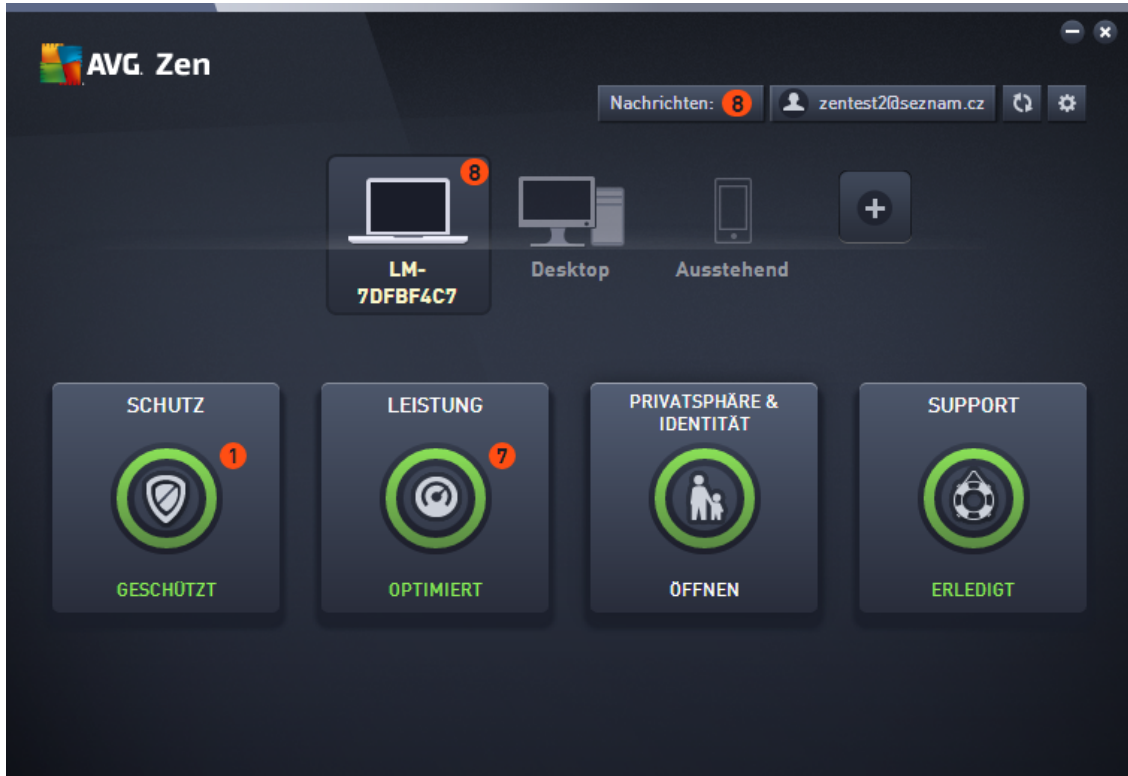 AVG. Zen
Nachrichten: 8
zentest2@seznam.cz
8
LM-
7DFBF4C7
Desktop
Ausstehend
SCHUTZ
1
GESCHÜTZT
LEISTUNG
7
OPTIMIERT
PRIVATSPHÄRE &
IDENTITÄT
ÖFFNEN
SUPPORT
ERLEDIGT